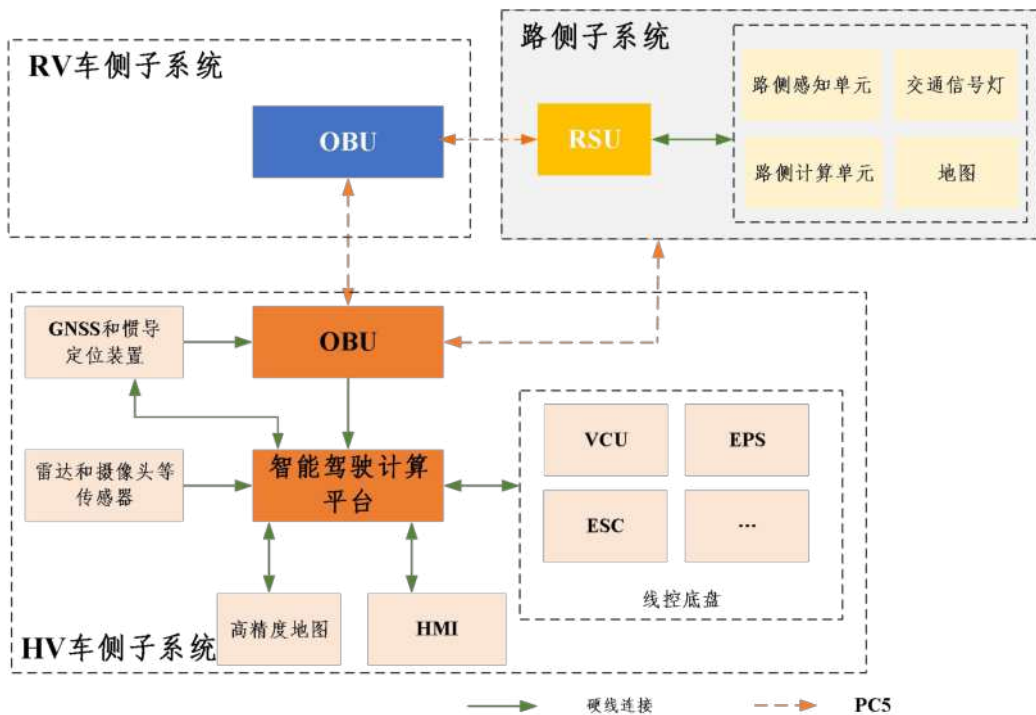 RV车侧子系统
OBU
路侧子系统
RSU
路侧感知单元
交通信号灯
路侧计算单元
地图
GNSS和惯导
定位装置
OBU
雷达和摄像头等
传感器
智能驾驶计算
平台
VCU
EPS
ESC
...
线控底盘
高精度地图
HMI
HV车侧子系统
硬线连接
PC5